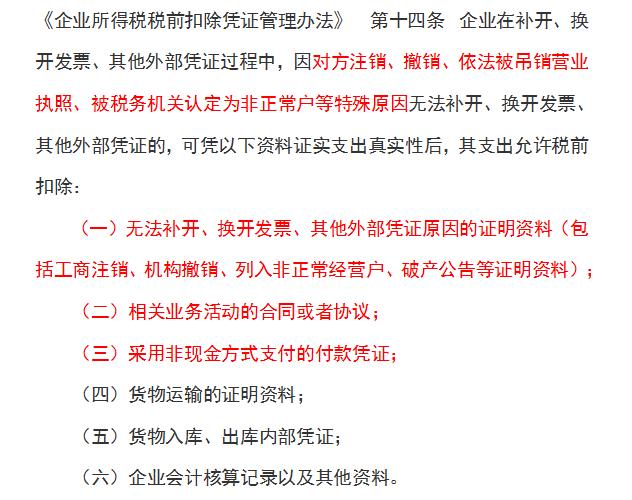 《企业所得税税前扣除凭证管理办法》 第十四条 企业在补开、换
开发票、其他外部凭证过程中，因对方注销、撤销、依法被吊销营业
执照、被税务机关认定为非正常户等特殊原因无法补开、换开发票、
其他外部凭证的，可凭以下资料证实支出真实性后，其支出允许税前
扣除：
（一）无法补开、换开发票、其他外部凭证原因的证明资料（包
括工商注销、机构撤销、列入非正常经营户、破产公告等证明资料）；
（二）相关业务活动的合同或者协议；
（三）采用非现金方式支付的付款凭证；
（四）货物运输的证明资料；
（五）货物入库、出库内部凭证；
（六）企业会计核算记录以及其他资料。